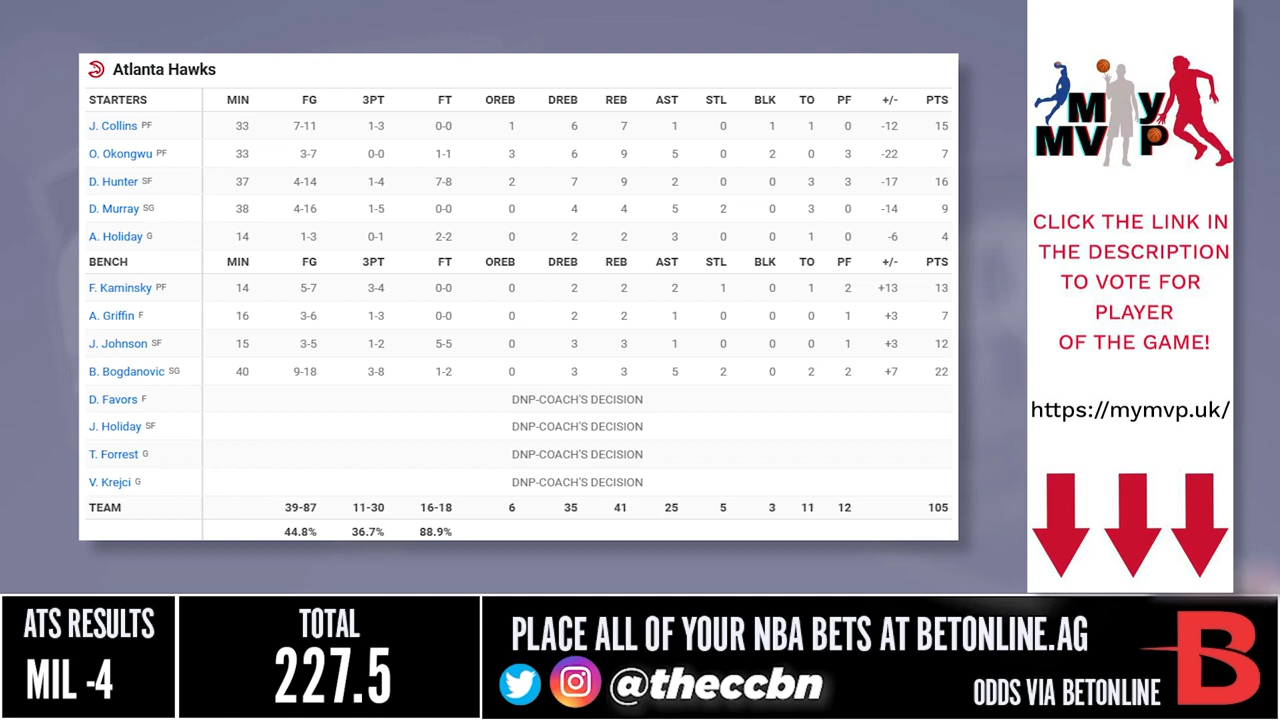 Atlanta Hawks
STARTERS MIN FG 3PT FT OREB DREB REB AST STL BLK TO PF +/- PTS
J. Collins PF 33 7-11 1-3 0-0 1 6 7 1 0 1 1 0 -12 15
O. Okongwu PF 33 3-7 0-0 1-1 3 6 9 5 0 2 0 3 -22 7
D. Hunter SF 37 4-14 1-4 7-8 2 7 9 2 0 0 3 3 -17 16
D. Murray SG 38 4-16 1-5 0-0 0 4 4 5 2 0 3 0 -14 9
A. Holiday G 14 1-3 0-1 2-2 0 2 2 3 0 0 1 0 -6 4
BENCH MIN FG 3PT FT OREB DREB REB AST STL BLK TO PF +/- PTS
F. Kaminsky PF 14 5-7 3-4 0-0 0 2 2 2 1 0 1 2 +13 13
A. Griffin F 16 3-6 1-3 0-0 0 2 2 1 0 0 0 1 +3 7
J. Johnson SF 15 3-5 1-2 5-5 0 3 3 1 0 0 0 1 +3 12
B. Bogdanovic SG 40 9-18 3-8 1-2 0 3 3 5 2 0 2 2 +7 22
D. Favors F DNP-COACH'S DECISION
J. Holiday SF DNP-COACH'S DECISION
T. Forrest G DNP-COACH'S DECISION
V. Krejci G DNP-COACH'S DECISION
TEAM 39-87 11-30 16-18 6 35 41 25 5 3 11 12 105
44.8% 36.7% 88.9%
My
MVP
CLICK THE LINK IN
THE DESCRIPTION
TO VOTE FOR
PLAYER
OF THE GAME!
https://mymvp.uk/
ATS RESULTS
MIL -4
TOTAL
227.5
PLACE ALL OF YOUR NBA BETS AT BETONLINE.AG
@theccbn
ODDS VIA BETONLINE
B